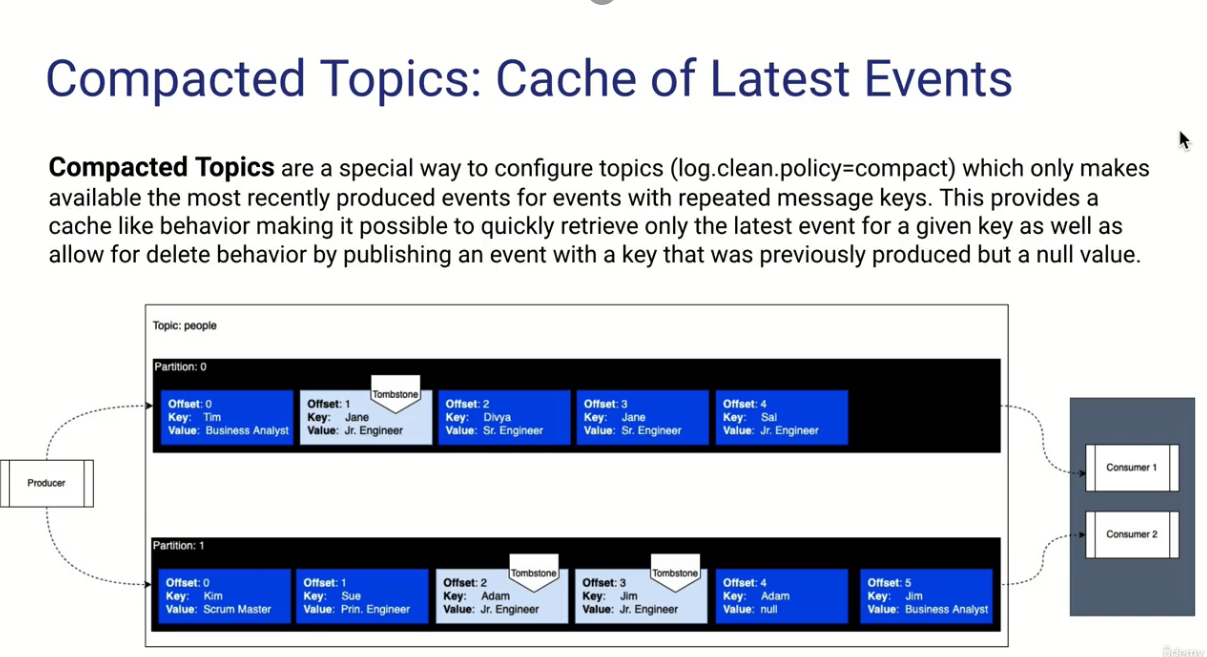 Compacted Topics: Cache of Latest Events
Compacted Topics are a special way to configure topics (log.clean.policy=compact) which only makes
available the most recently produced events for events with repeated message keys. This provides a
cache like behavior making it possible to quickly retrieve only the latest event for a given key as well as
allow for delete behavior by publishing an event with a key that was previously produced but a null value.
Topic: people
Partition: 0
Offset: 0
Key: Tim
Value: Business Analyst
Tombstone
Offset: 1
Key: Jane
Value: Jr. Engineer
Offset: 2
Key: Divya
Value: Sr. Engineer
Offset: 3
Key: Jane
Value: Sr. Engineer
Offset: 4
Key: Sal
Value: Jr. Engineer
Producer
Consumer 1
Consumer 2
Partition: 1
Offset: 0
Key: Kim
Value: Scrum Master
Offset: 1
Key: Sue
Value: Prin. Engineer
Tombstone
Offset: 2
Key: Adam
Value: Jr. Engineer
Tombstone
Offset: 3
Key: Jim
Value: Jr. Engineer
Offset: 4
Key: Adam
Value: null
Offset: 5
Key: Jim
Value: Business Analyst
ûdemy